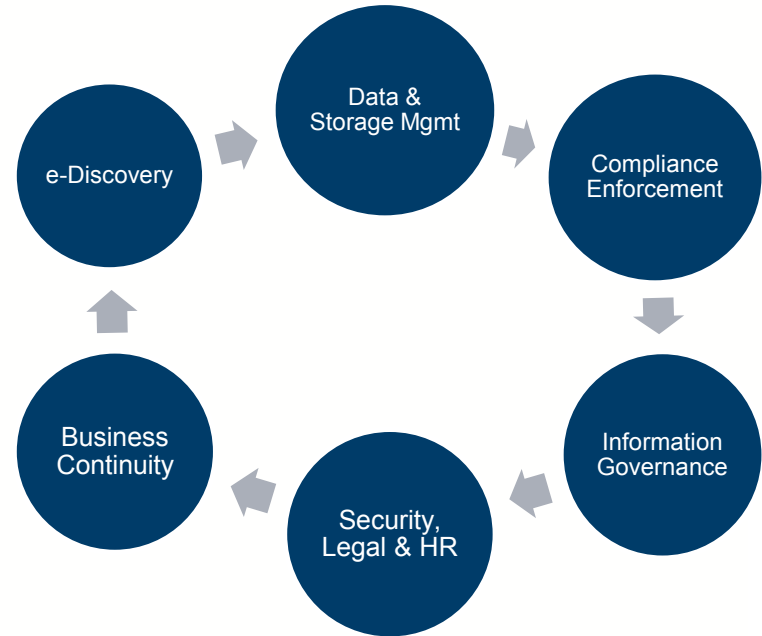 Data &
Storage Mgmt
Compliance
Enforcement
Information
Governance
Security,
Legal & HR
Business
Continuity
e-Discovery